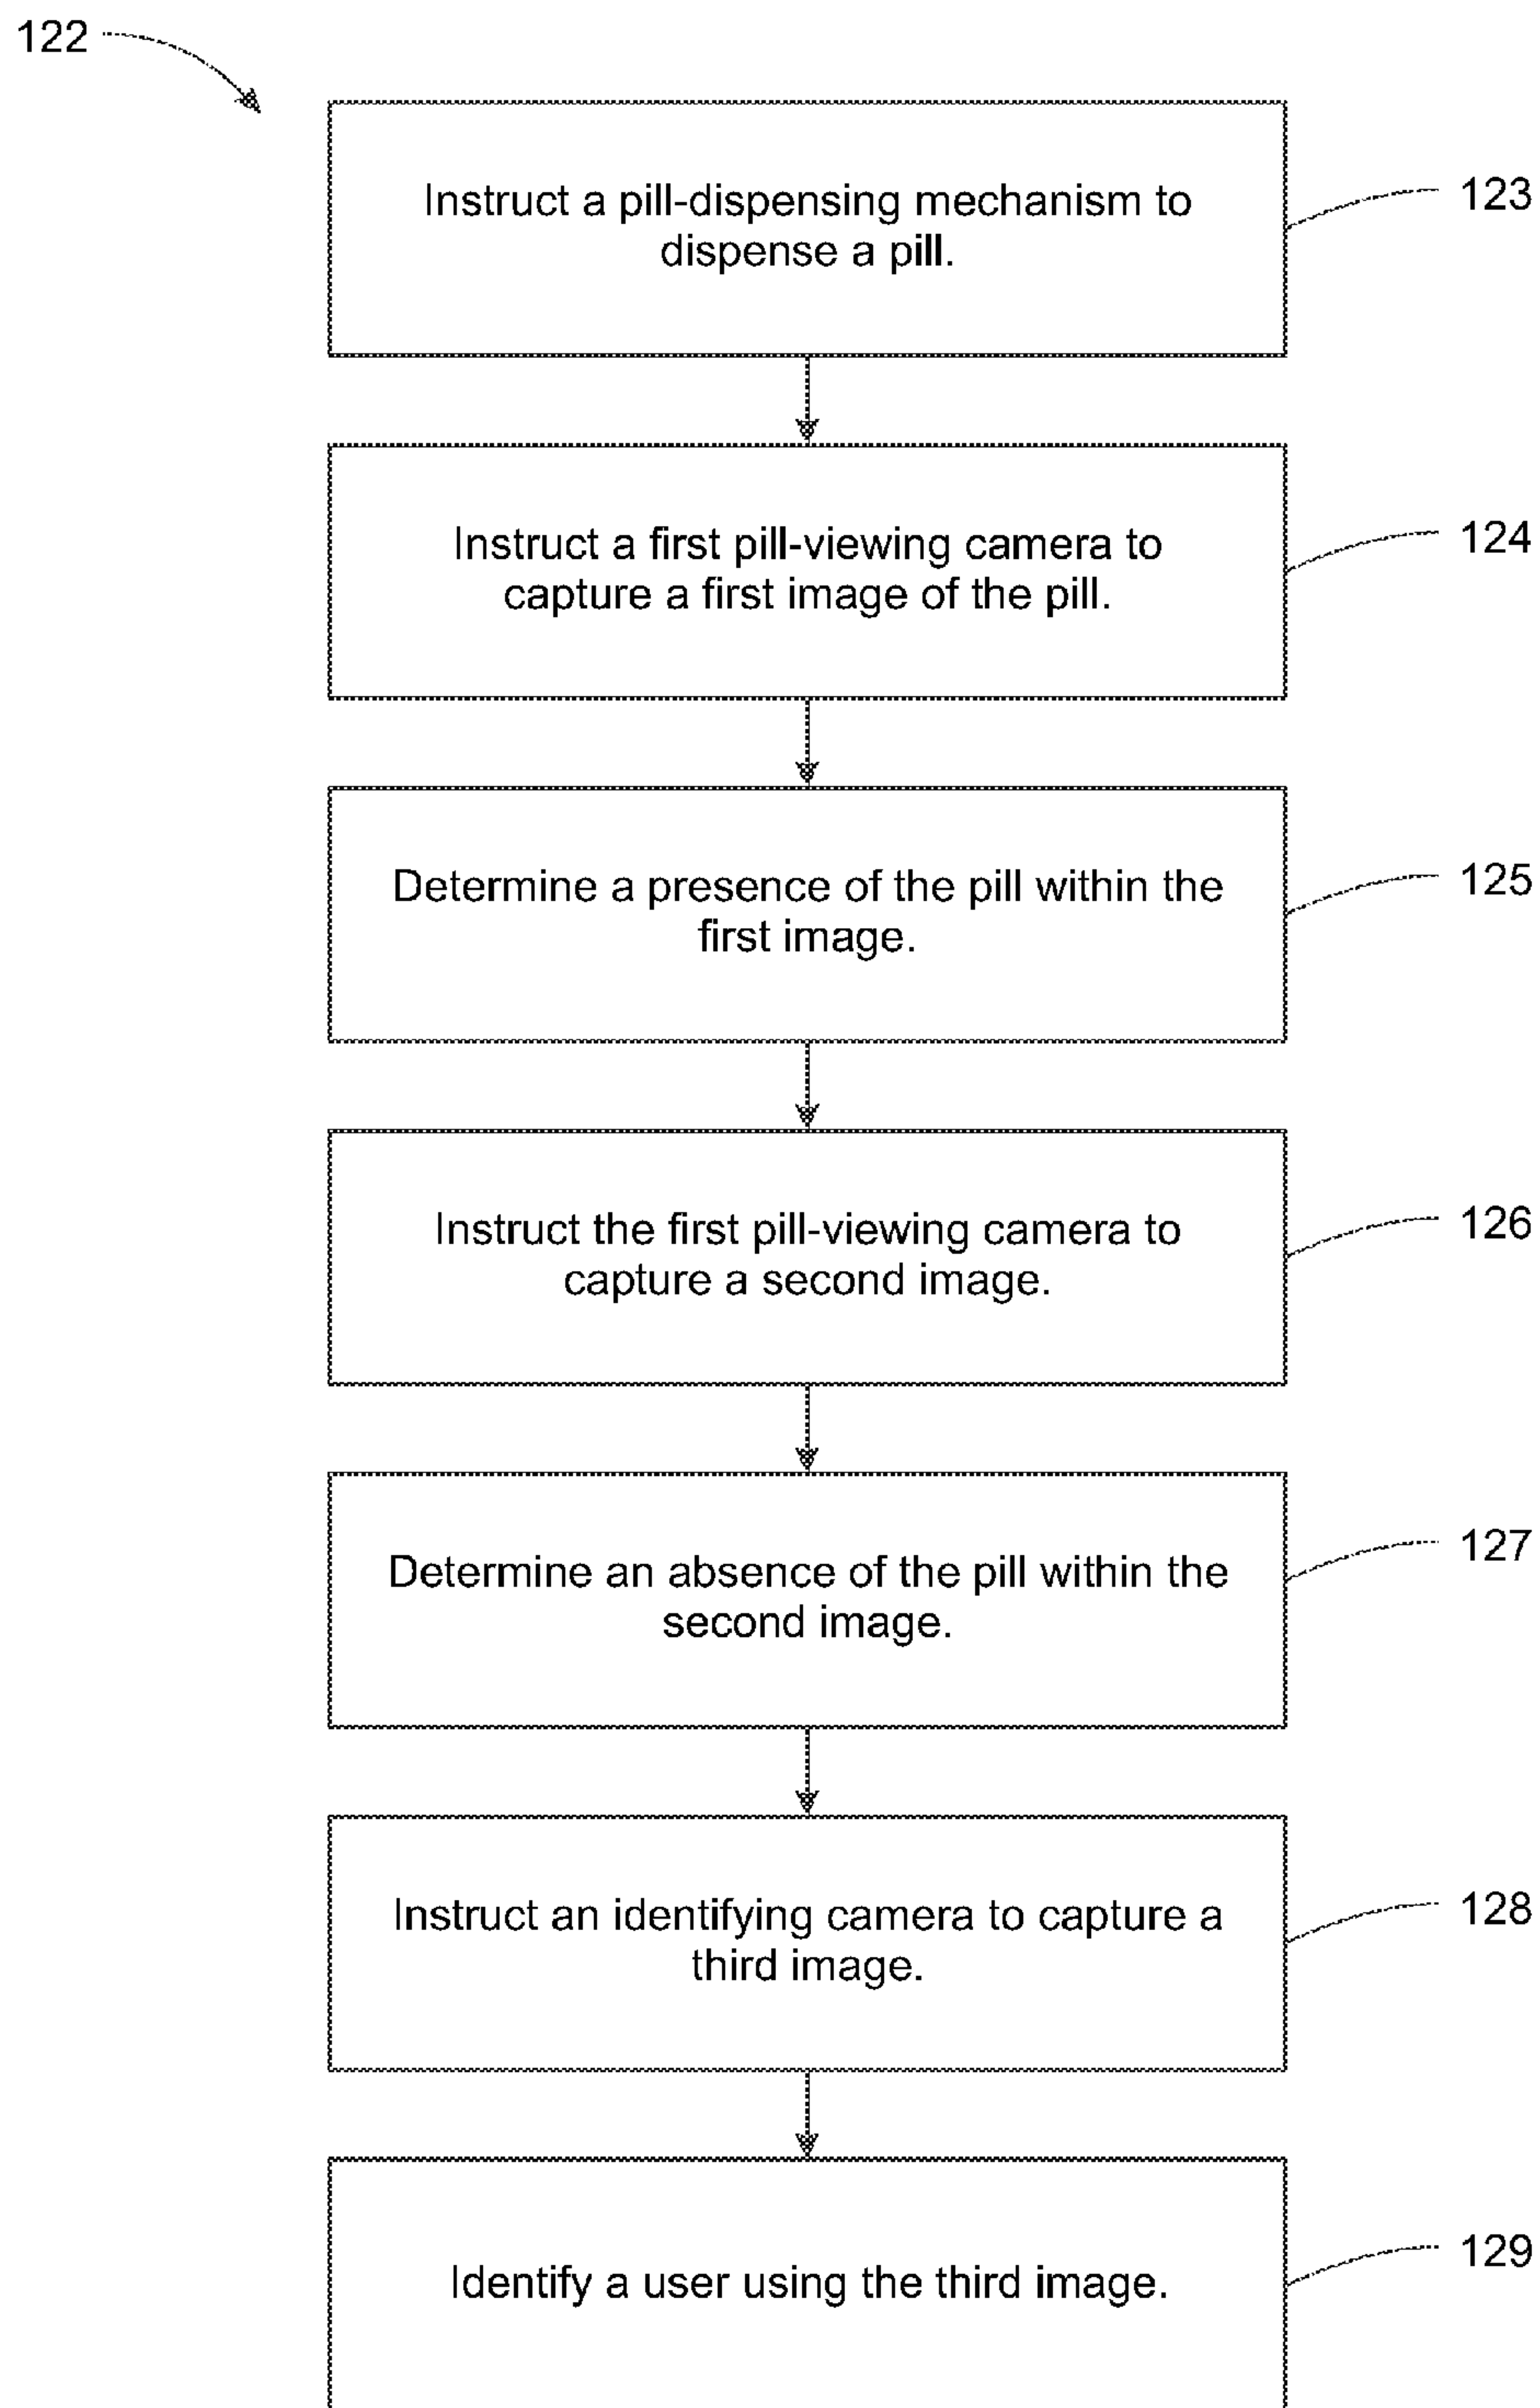 122
Instruct a pill-dispensing mechanism to
dispense a pill.
123
Instruct a first pill-viewing camera to
capture a first image of the pill.
124
Determine a presence of the pill within the
first image.
125
Instruct the first pill-viewing camera to
capture a second image.
126
Determine an absence of the pill within the
second image.
127
Instruct an identifying camera to capture a
third image.
128
Identify a user using the third image.
129